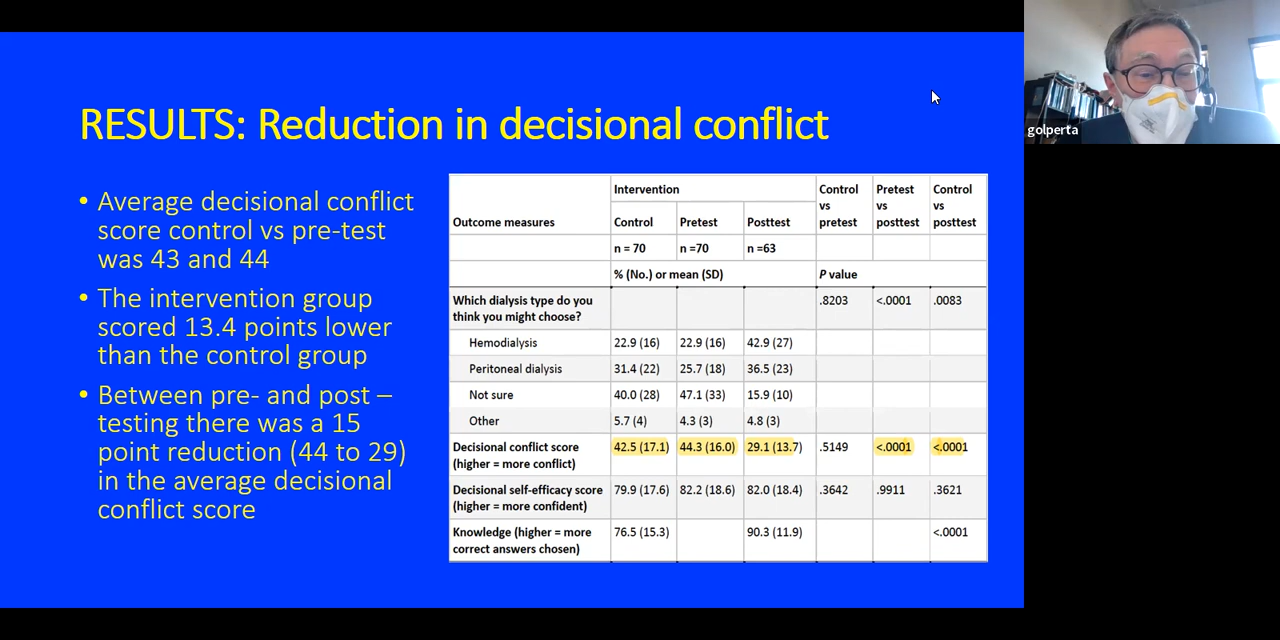 golperta
RESULTS: Reduction in decisional conflict
• Average decisional conflict
score control vs pre-test
was 43 and 44
• The intervention group
scored 13.4 points lower
than the control group
• Between pre- and post –
testing there was a 15
point reduction (44 to 29)
in the average decisional
conflict score
Outcome measures
Intervention
Control Pretest Posttest
n = 70 n =70 n =63
% (No.) or mean (SD)
Control
vs
pretest
Pretest
vs
posttest
Control
vs
posttest
P value
Which dialysis type do you
think you might choose?
.8203 <.0001 .0083
Hemodialysis 22.9 (16) 22.9 (16) 42.9 (27)
Peritoneal dialysis 31.4 (22) 25.7 (18) 36.5 (23)
Not sure 40.0 (28) 47.1 (33) 15.9 (10)
Other 5.7 (4) 4.3 (3) 4.8 (3)
Decisional conflict score
(higher = more conflict)
42.5 (17.1) 44.3 (16.0) 29.1 (13.7) .5149 <.0001 <.0001
Decisional self-efficacy score
(higher = more confident)
79.9 (17.6) 82.2 (18.6) 82.0 (18.4) .3642 .9911 .3621
Knowledge (higher = more
correct answers chosen)
76.5 (15.3) 90.3 (11.9) <.0001